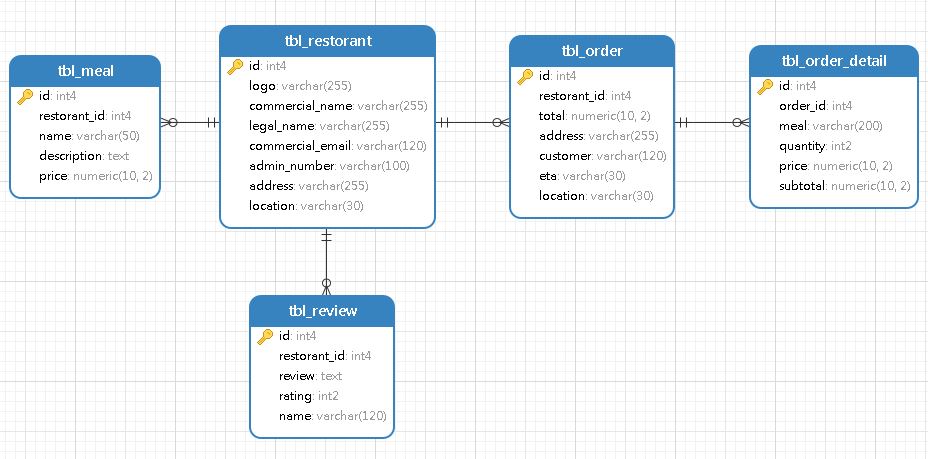 tbl_meal
id: int4
restorant_id: int4
name: varchar(50)
description: text
price: numeric(10, 2)
tbl_restorant
id: int4
logo: varchar(255)
commercial_name: varchar(255)
legal_name: varchar(255)
commercial_email: varchar(120)
admin_number: varchar(100)
address: varchar(255)
location: varchar(30)
tbl_order
id: int4
restorant_id: int4
total: numeric(10, 2)
address: varchar(255)
customer: varchar(120)
eta: varchar(30)
location: varchar(30)
tbl_order_detail
id: int4
order_id: int4
meal: varchar(200)
quantity: int2
price: numeric(10, 2)
subtotal: numeric(10, 2)
tbl_review
id: int4
restorant_id: int4
review: text
rating: int2
name: varchar(120)